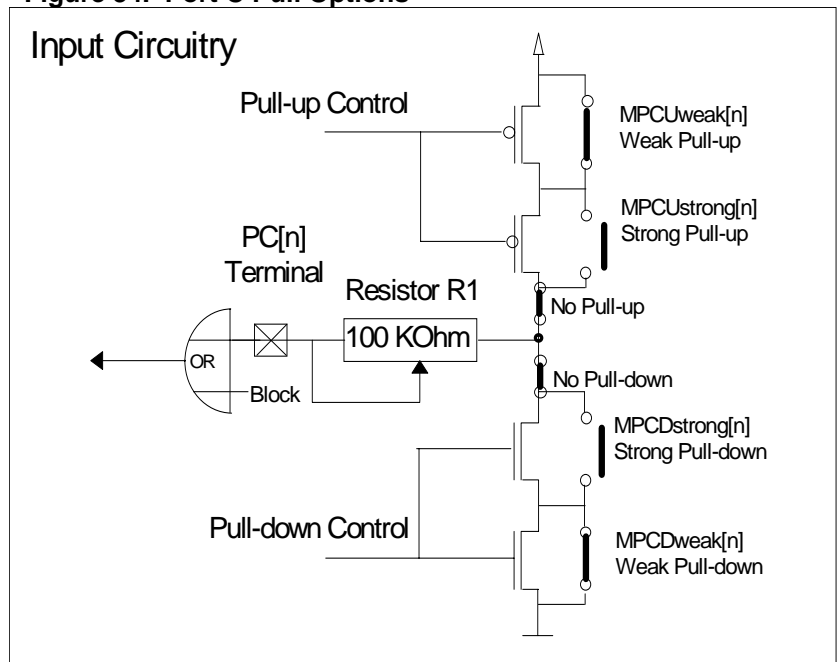 Figure Port C Pull Options
Input Circuitry
Pull-up Control
MPCUweak[n]
Weak Pull-up
MPCUstrong[n]
Strong Pull-up
PC[n]
Terminal
Resistor R1
No Pull-up
100 KOhm
OR
Block
No Pull-down
MPCDstrong[n]
Strong Pull-down
Pull-down Control
MPCDweak[n]
Weak Pull-down